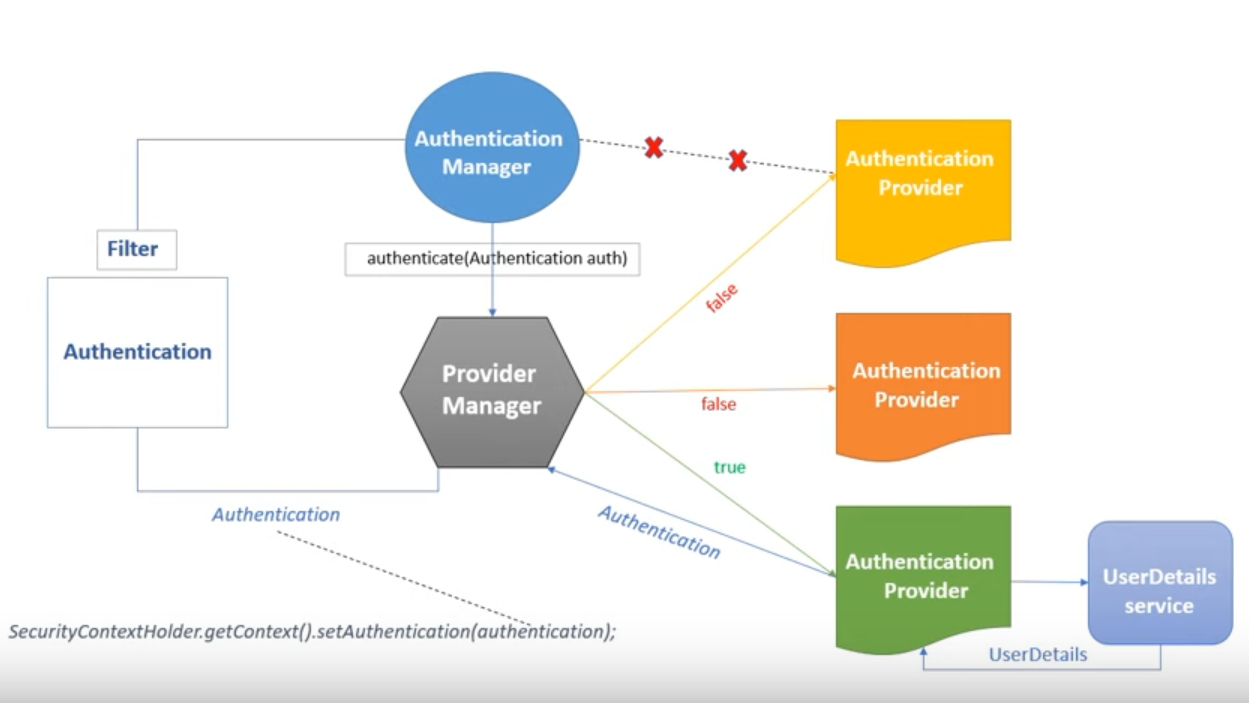 Authentication
Manager
Authentication
Provider
Filter
authenticate(Authentication auth)
false
Authentication
Provider
Manager
Authentication
Provider
false
true
Authentication
Authentication
Authentication
Provider
UserDetails
service
SecurityContextHolder.getContext().setAuthentication(authentication);
UserDetails